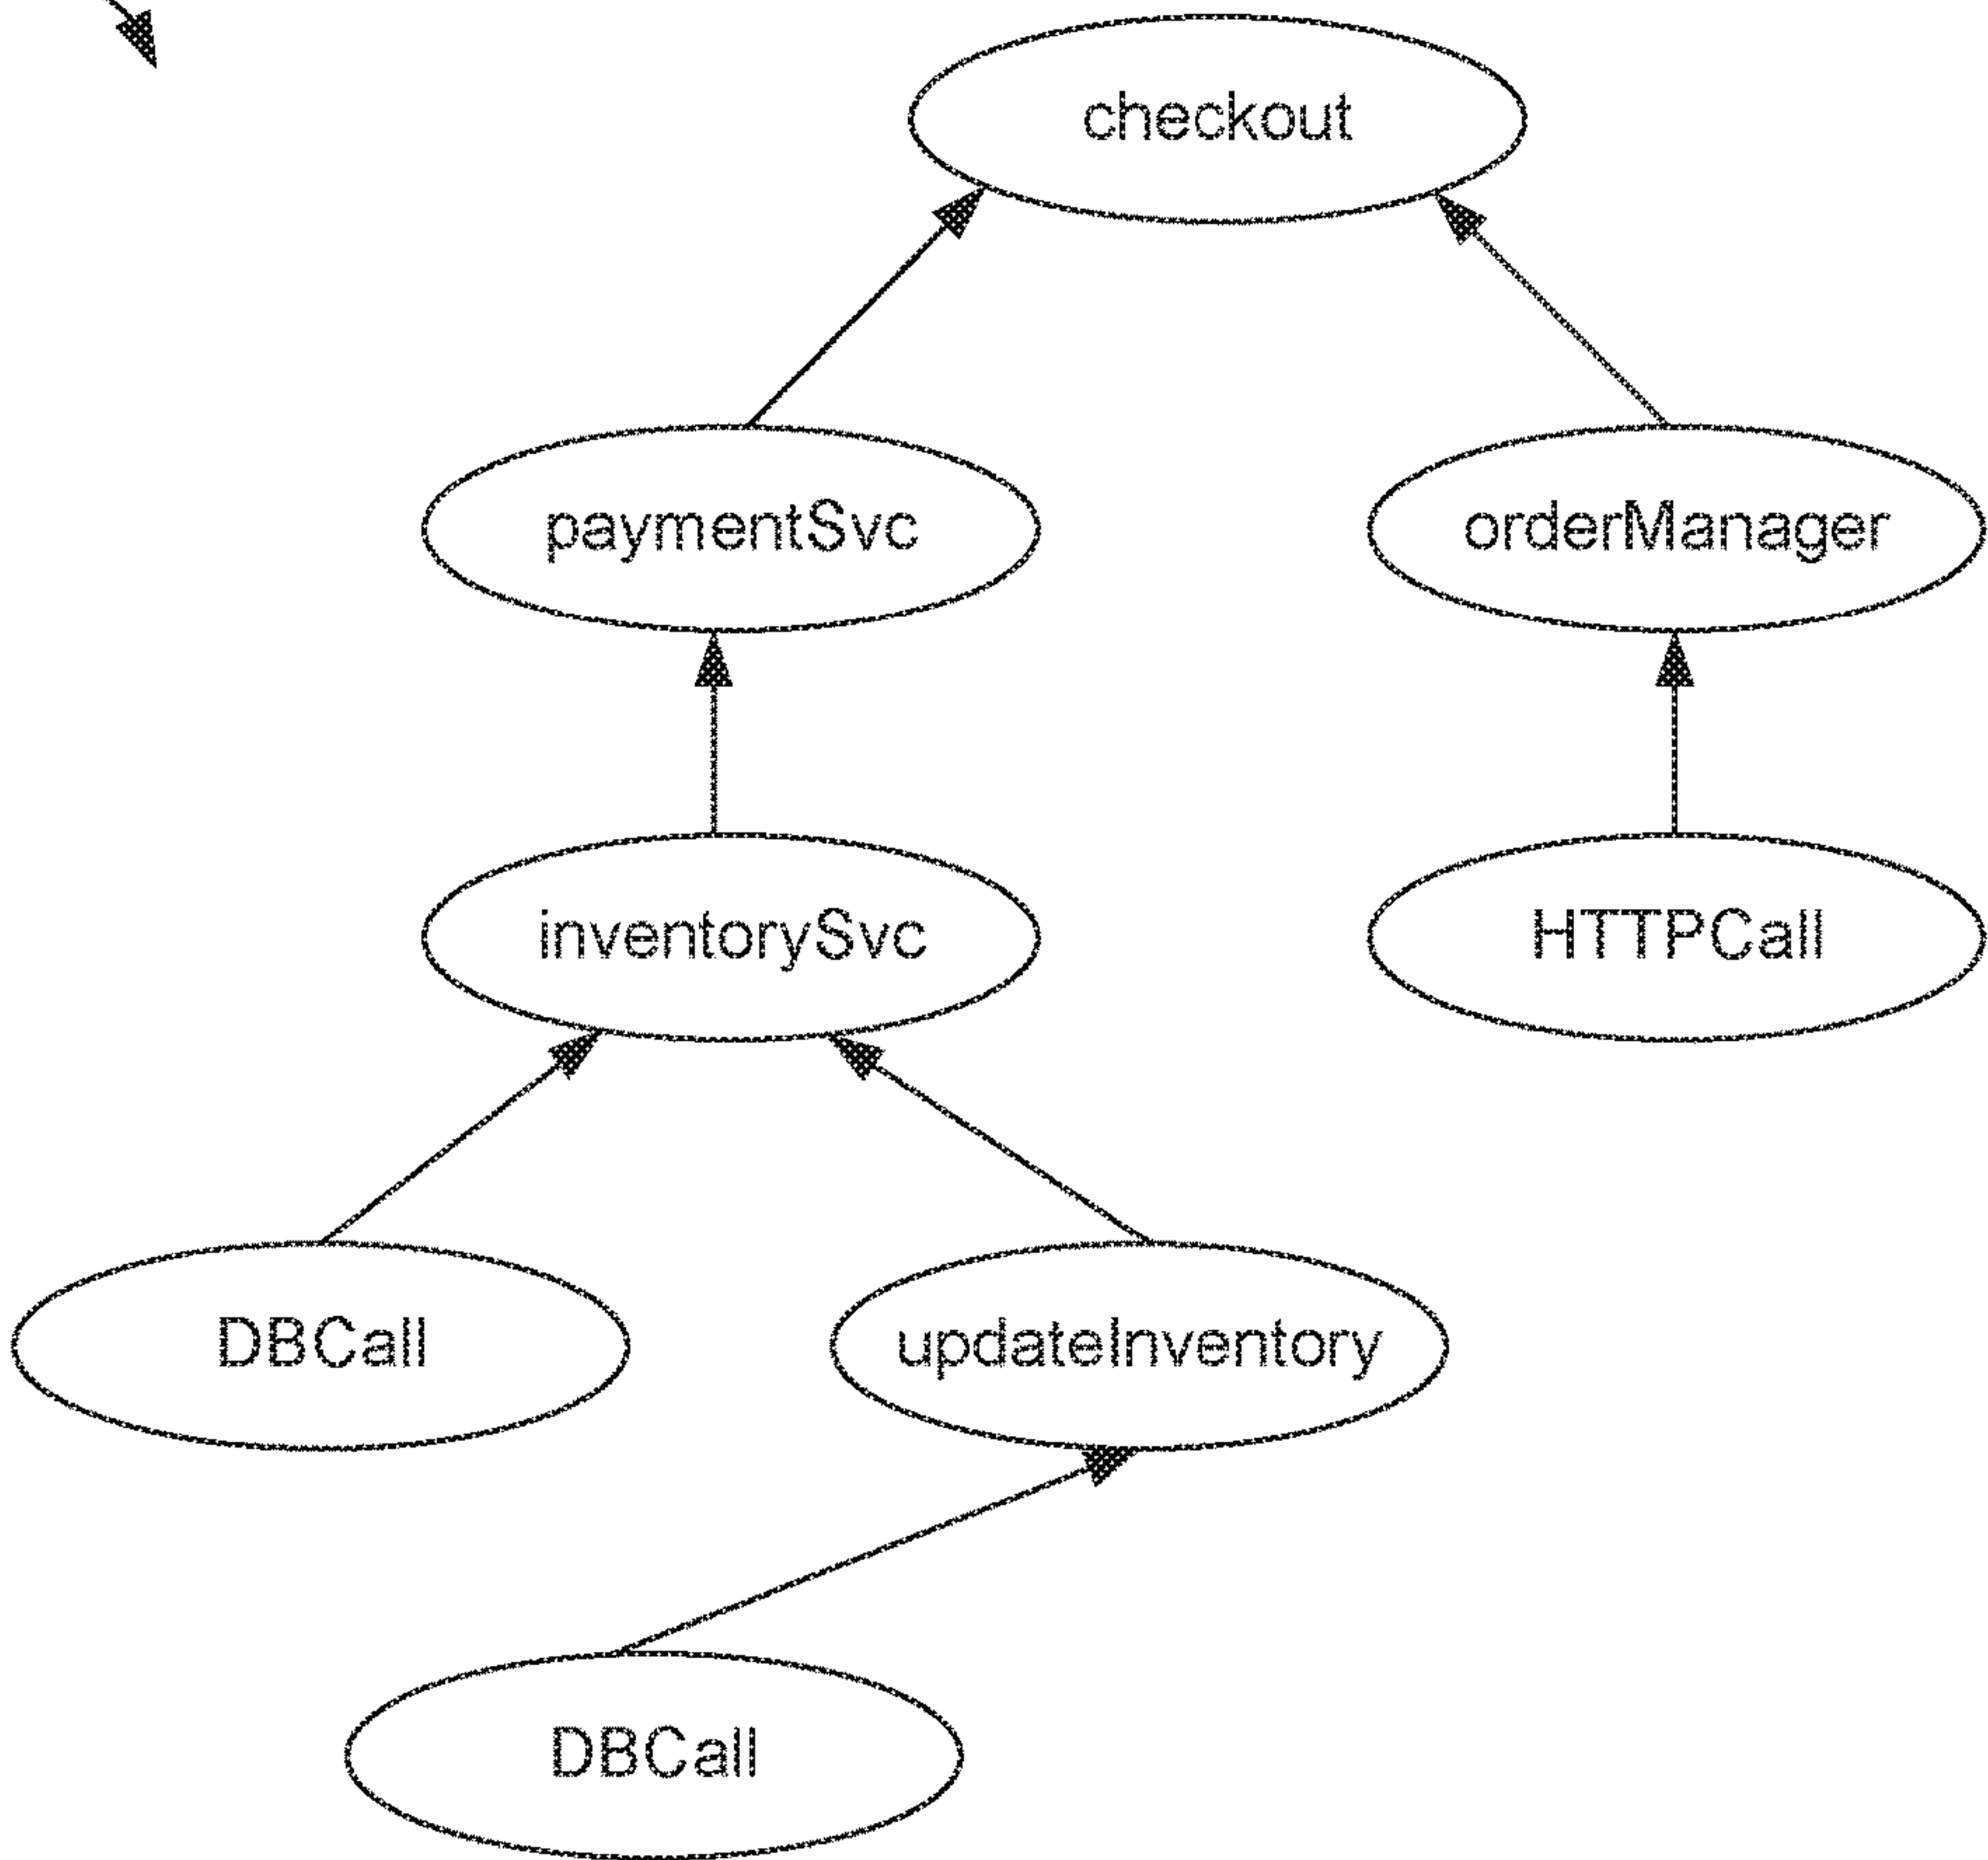 checkout
paymentSvc
orderManager
inventorySvc
HTTPCall
DBCall
updateInventory
DBCall